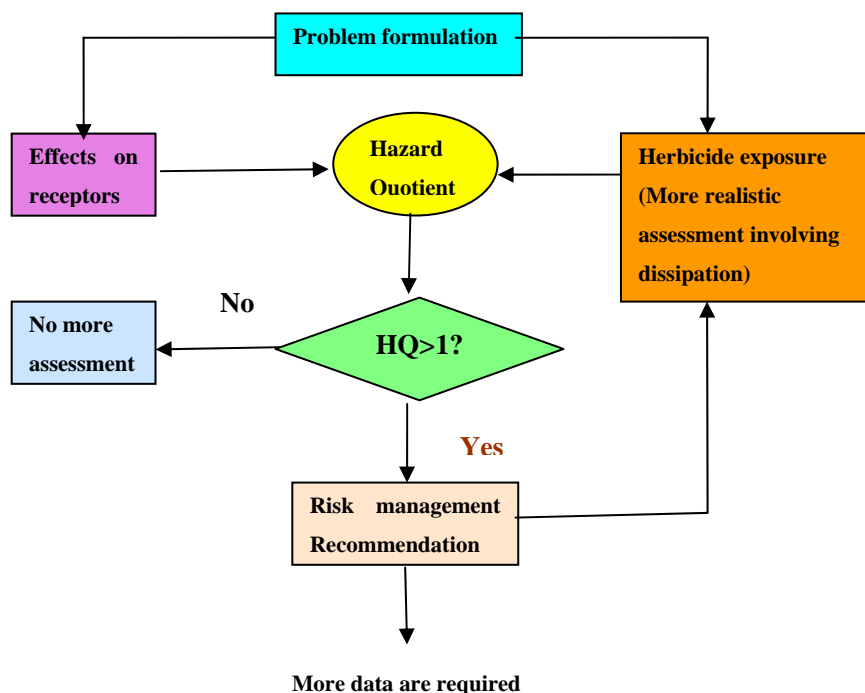 Problem formulation
Effects on
receptors
Hazard
Ouotient
Herbicide exposure
(More realistic
assessment involving
dissipation)
No
No more
assessment
HQ>1?
Yes
Risk management
Recommendation
More data are required